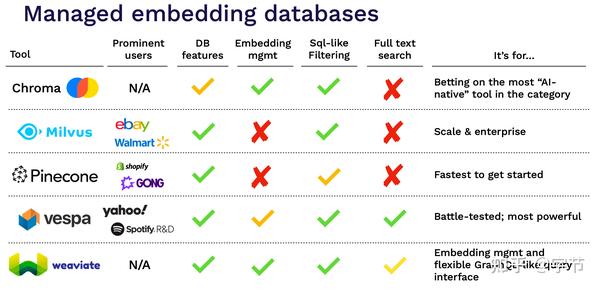 Managed embedding databases
Tool
Prominent
users
DB
features
Embedding
mgmt
Sql-like
Filtering
Full text
search
It's for...
Chroma
N/A
Betting on the most “AI-
native” tool in the category
Milvus
ebay
Walmart
Scale & enterprise
Pinecone
shopify
GONG
Fastest to get started
vespa
yahoo!
Spotify R&D
Battle-tested; most powerful
weaviate
N/A
Embedding mgmt and
flexible GraphQL-like query
interface
知乎 @字节